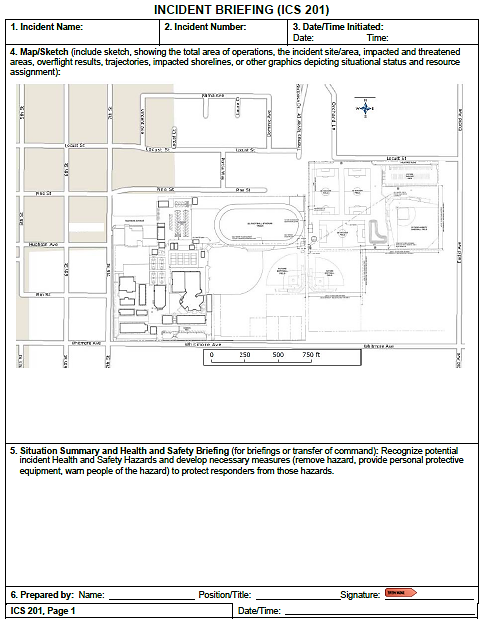 INCIDENT BRIEFING (ICS 201)
1. Incident Name:
2. Incident Number:
3. Date/Time Initiated:
Date: Time:
4. Map/Sketch (include sketch, showing the total area of operations, the incident site/area, impacted and threatened
areas, overflight results, trajectories, impacted shorelines, or other graphics depicting situational status and resource
assignment):
Locust St
Locust St
Locust St
Locust St
Pine St
Pine St
Pine St
Whitmore Ave
Whitmore Ave
0 250 500 750 ft
5. Situation Summary and Health and Safety Briefing (for briefings or transfer of command): Recognize potential
incident Health and Safety Hazards and develop necessary measures (remove hazard, provide personal protective
equipment, warn people of the hazard) to protect responders from those hazards.
6. Prepared by: Name: Position/Title: Signature:
ICS 201, Page 1
Date/Time: